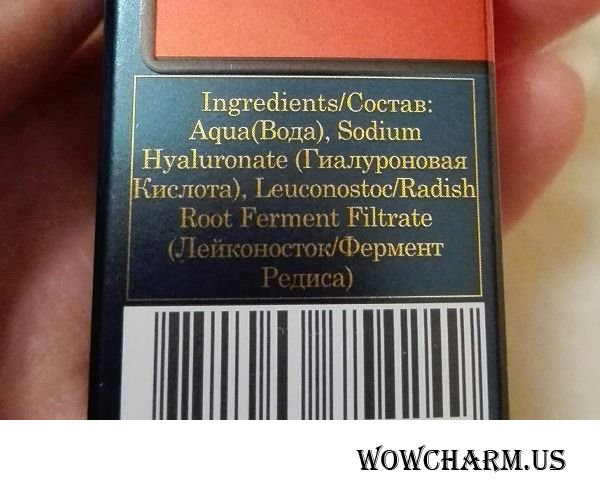 Ingredients/Состав:
Aqua(Вода), Sodium
Hyaluronate (Гиалуроновая
Кислота), Leuconostoc/Radish
Root Ferment Filtrate
(Лейконосток/Фермент
Редиса)
WOWCHARM.US